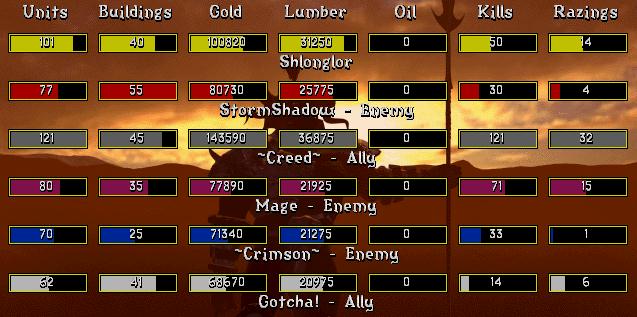 Units Buildings Gold Lumber Oil Kills Razings
101 40 100820 31250 0 50 14
Shlonglor
77 55 80730 25775 0 30 4
StormShadow - Enemy
121 45 143590 36875 0 121 32
~Creed~ - Ally
80 35 77890 21925 0 71 15
Mage - Enemy
70 25 71340 21275 0 33 1
~Crimson~ - Enemy
62 41 68670 20975 0 14 6
Gotcha! - Ally